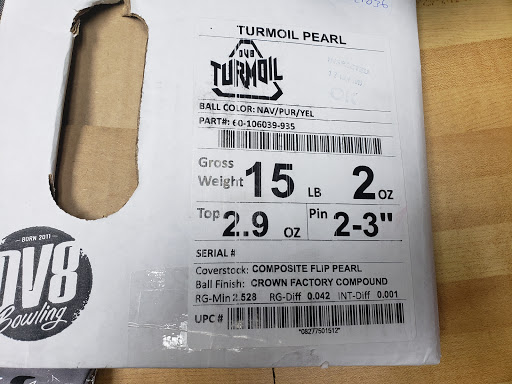 TURMOIL PEARL
DV8
TURMOIL
BALL COLOR: NAV/PUR/YEL
PART#: 60-106039-935
Gross Weight 15 LB 2 OZ
Top 2.9 OZ Pin 2-3"
SERIAL #
Coverstock: COMPOSITE FLIP PEARL
Ball Finish: CROWN FACTORY COMPOUND
RG-Min 2.528 RG-Diff 0.042 INT-Diff 0.001
UPC #
*08277501512*
BORN 2011
DV8
Bowling